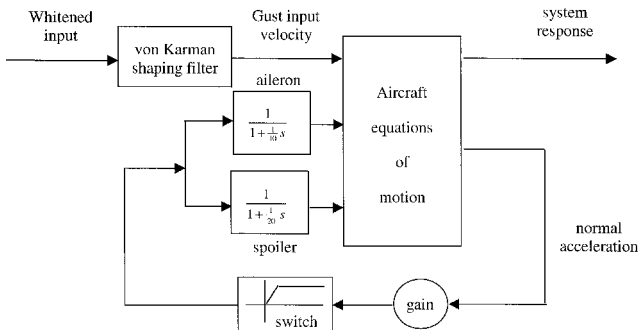 Whitened
input
von Karman
shaping filter
Gust input
velocity
system
response
aileron
1
1+ 1/10 s
Aircraft
equations
of
motion
1
1+ 1/20 s
spoiler
normal
acceleration
gain
switch